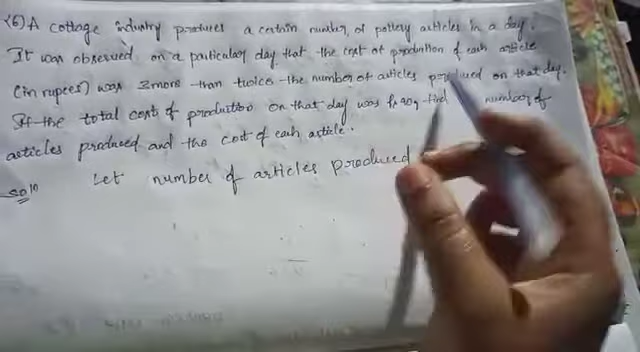 (6) A cottage industry produces a certain number of pottery articles in a day.
It was observed on a particular day that the cost of production of each article
(in rupees) was 3 more than twice the number of articles produced on that day.
If the total cost of production on that day was Rs 90, find number of
articles produced and the cost of each article.
Sol Let number of articles produced